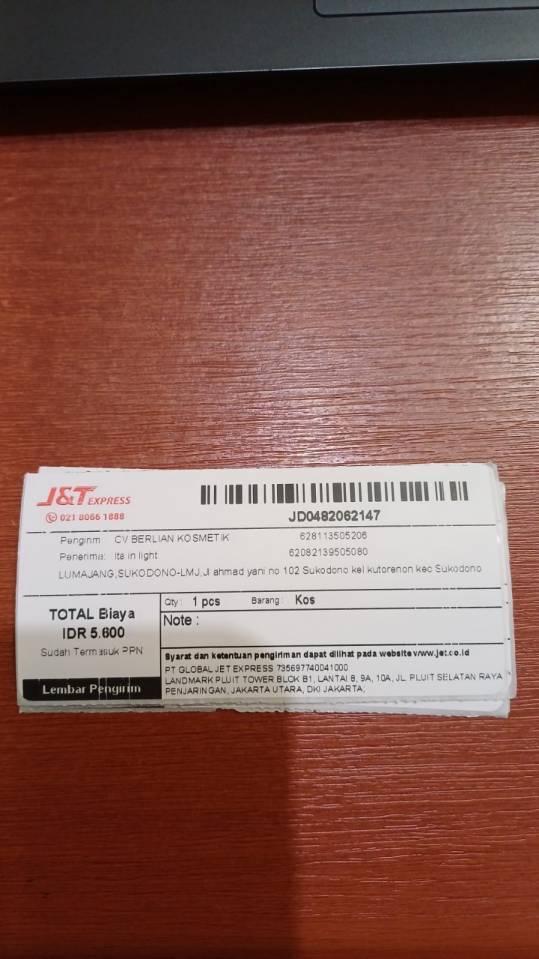 J&T EXPRESS
021 8066 1888
JD0482062147
Pengirim CV BERLIAN KOSMETIK 628113505206
Penerima: Ita in light 62082139505080
LUMAJANG,SUKODONO-LMJ,Jl ahmad yani no 102 Sukodono kel kutorenon kec Sukodono
TOTAL Biaya
IDR 5.600
Sudah Termasuk PPN
Lembar Pengirim
Qty : 1 pcs Barang : Kos
Note :
Syarat dan ketentuan pengiriman dapat dilihat pada website www.jet.co.id
PT GLOBAL JET EXPRESS 735697740041000
LANDMARK PLUIT TOWER BLOK B1, LANTAI 8, 9A, 10A, JL. PLUIT SELATAN RAYA
PENJARINGAN, JAKARTA UTARA, DKI JAKARTA;